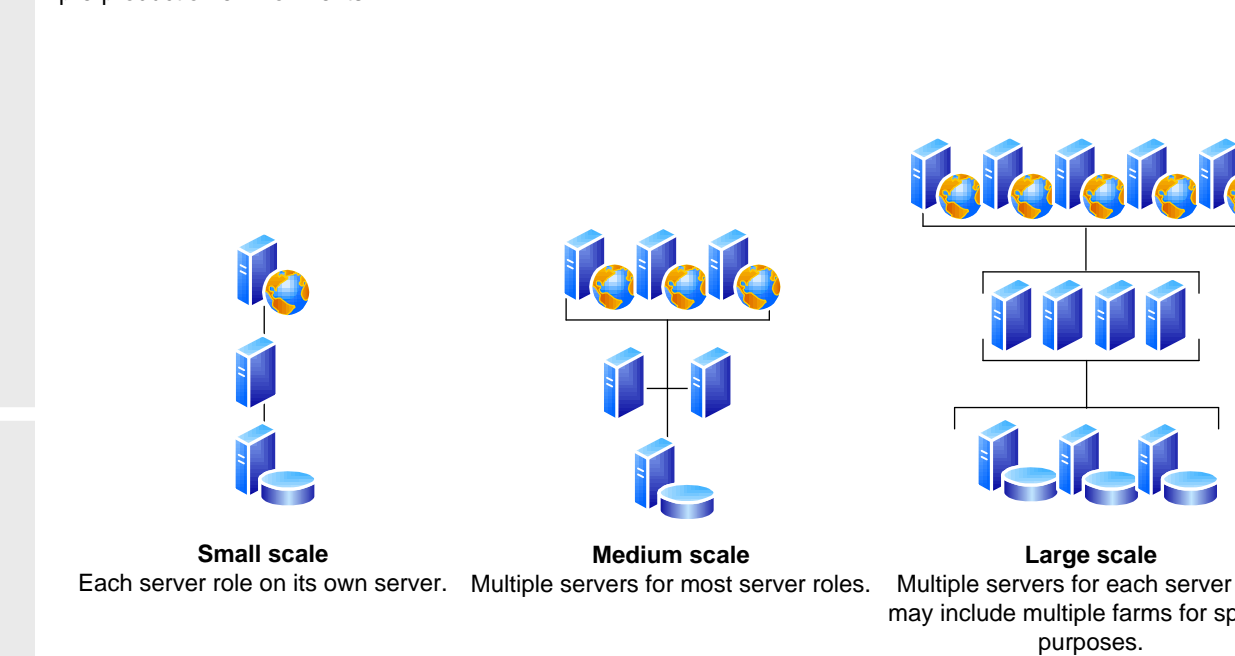 Small scale
Each server role on its own server.
Medium scale
Multiple servers for most server roles.
Large scale
Multiple servers for each server
may include multiple farms for
purposes.